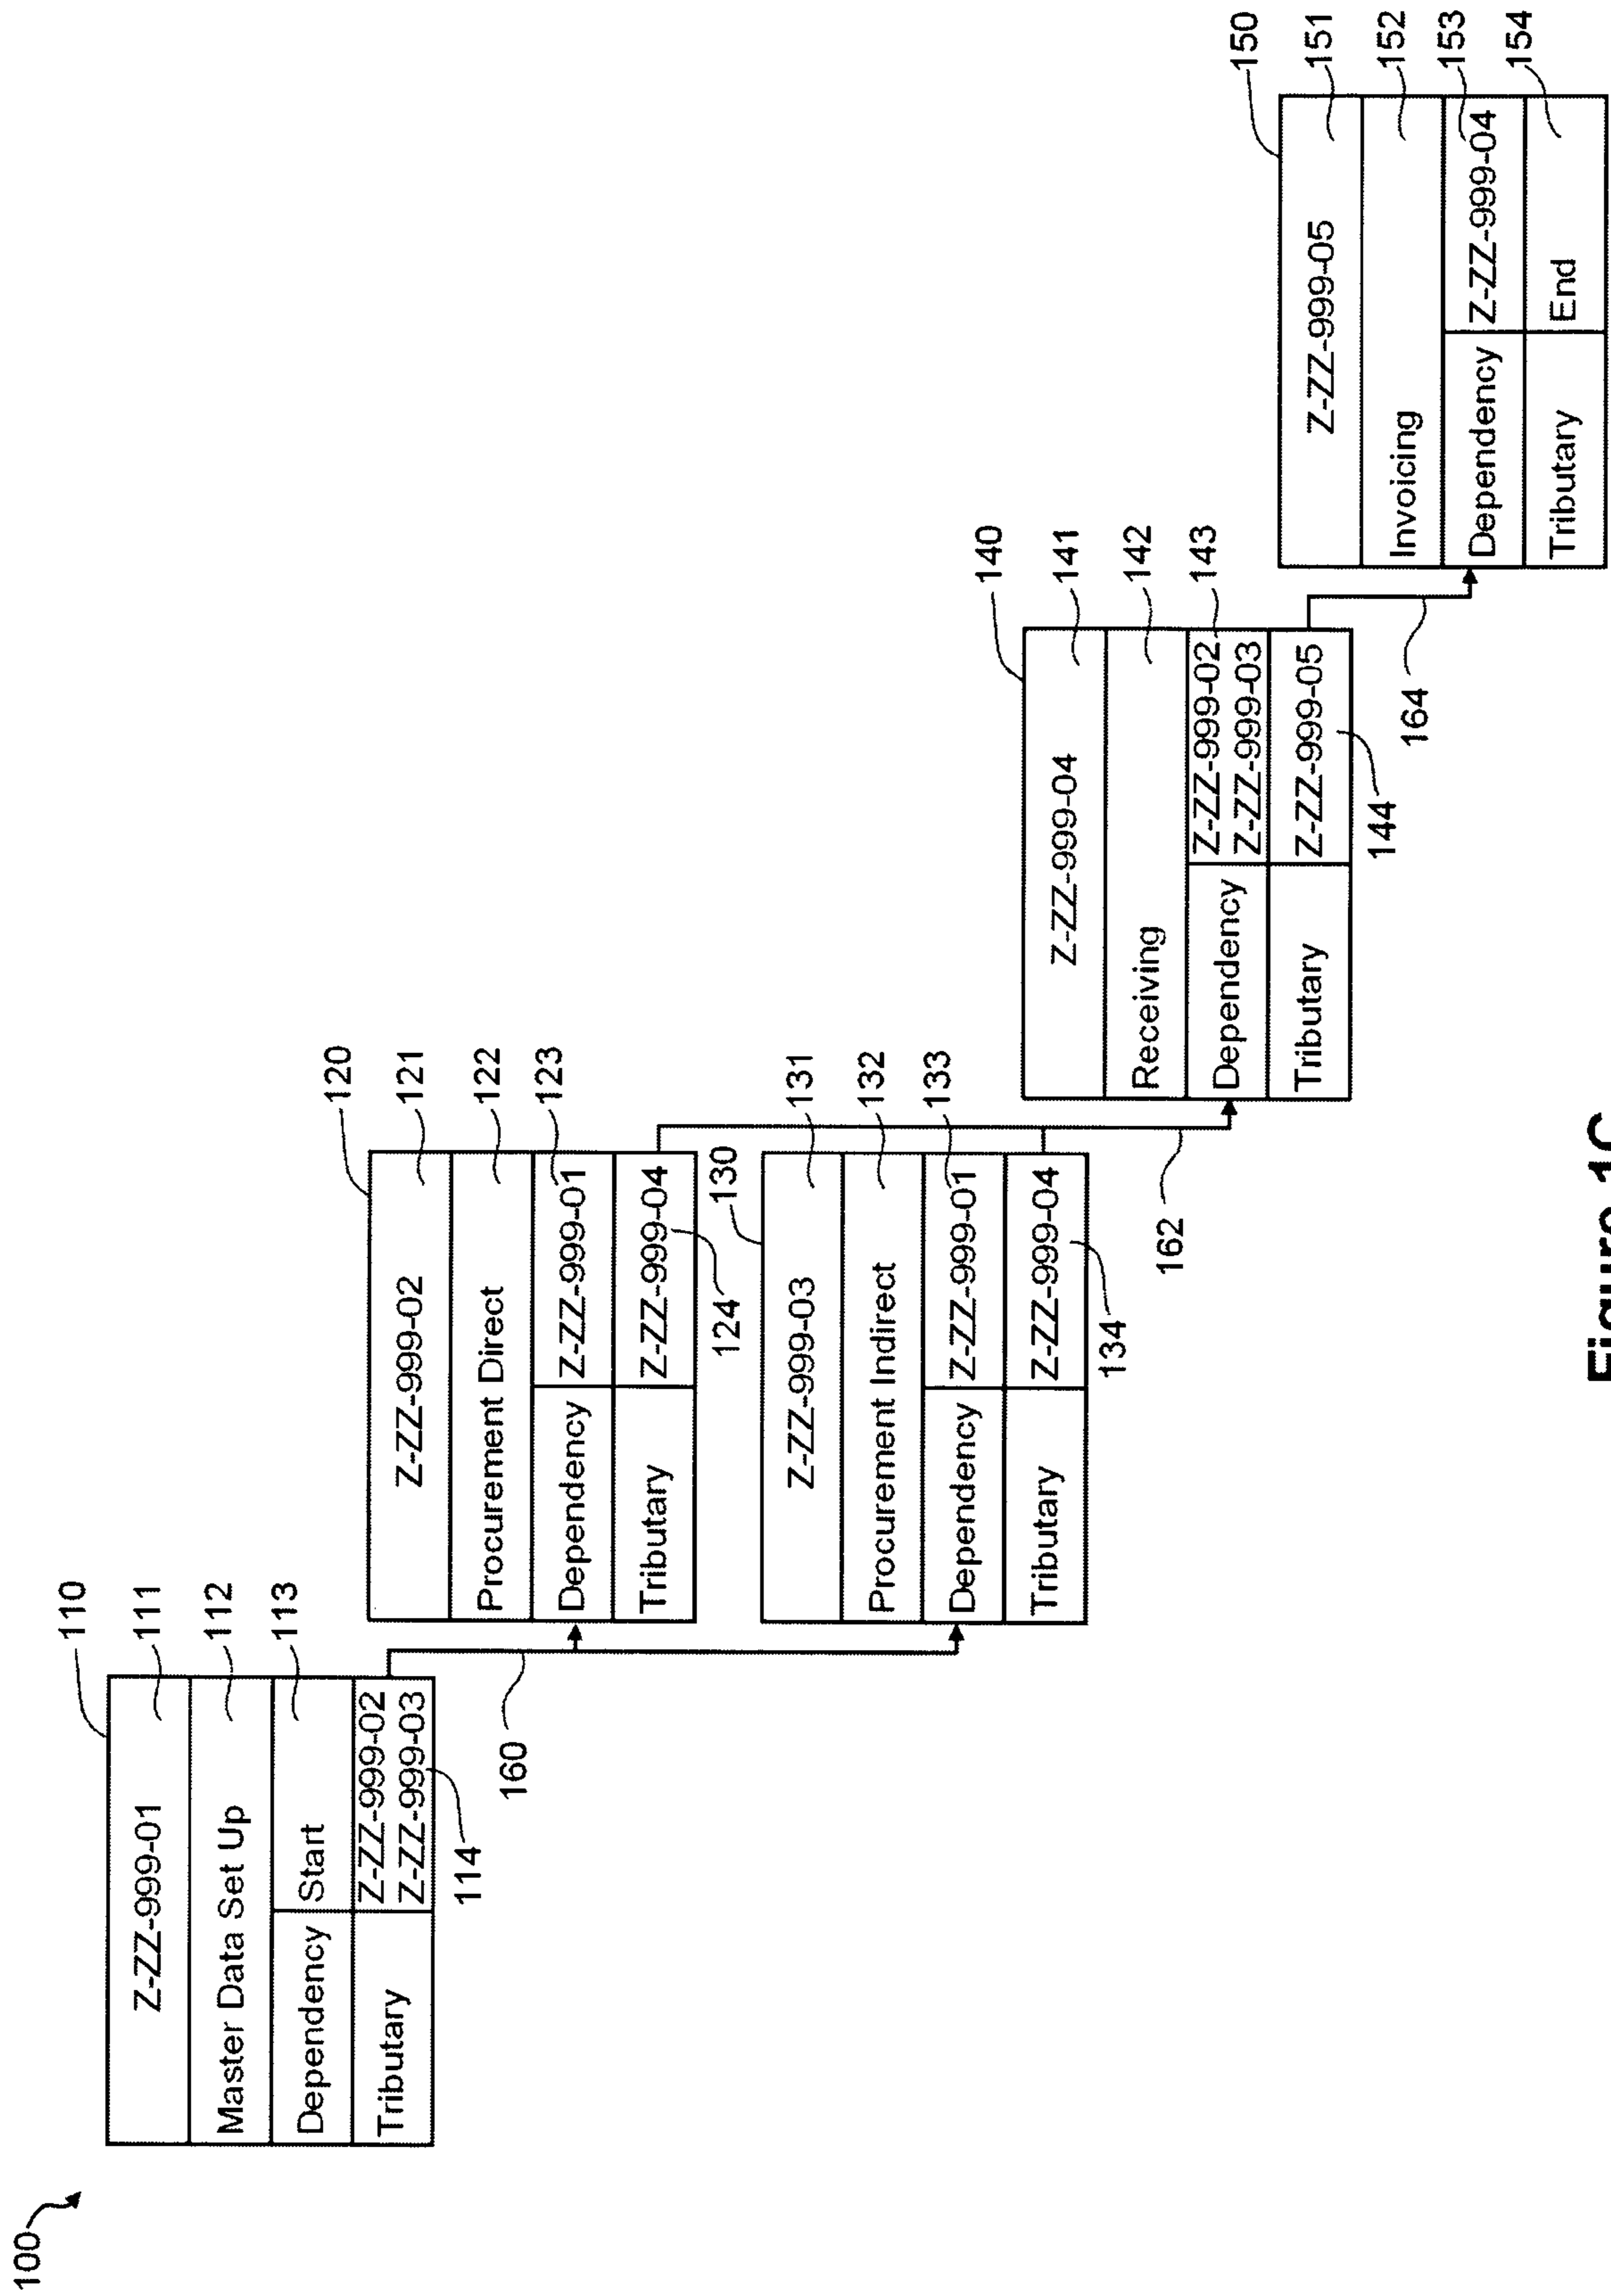 100
110
Z-ZZ-999-01
111
Master Data Set Up
112
Dependency
Start
113
Tributary
Z-ZZ-999-02
Z-ZZ-999-03
114
160
120
Z-ZZ-999-02
121
Procurement Direct
122
Dependency
Z-ZZ-999-01
123
Tributary
Z-ZZ-999-04
124
130
Z-ZZ-999-03
131
Procurement Indirect
132
Dependency
Z-ZZ-999-01
133
Tributary
Z-ZZ-999-04
134
162
140
Z-ZZ-999-04
141
Receiving
142
Dependency
Z-ZZ-999-02
Z-ZZ-999-03
143
Tributary
Z-ZZ-999-05
144
164
150
Z-ZZ-999-05
151
Invoicing
152
Dependency
Z-ZZ-999-04
153
Tributary
End
154
Figure 1C